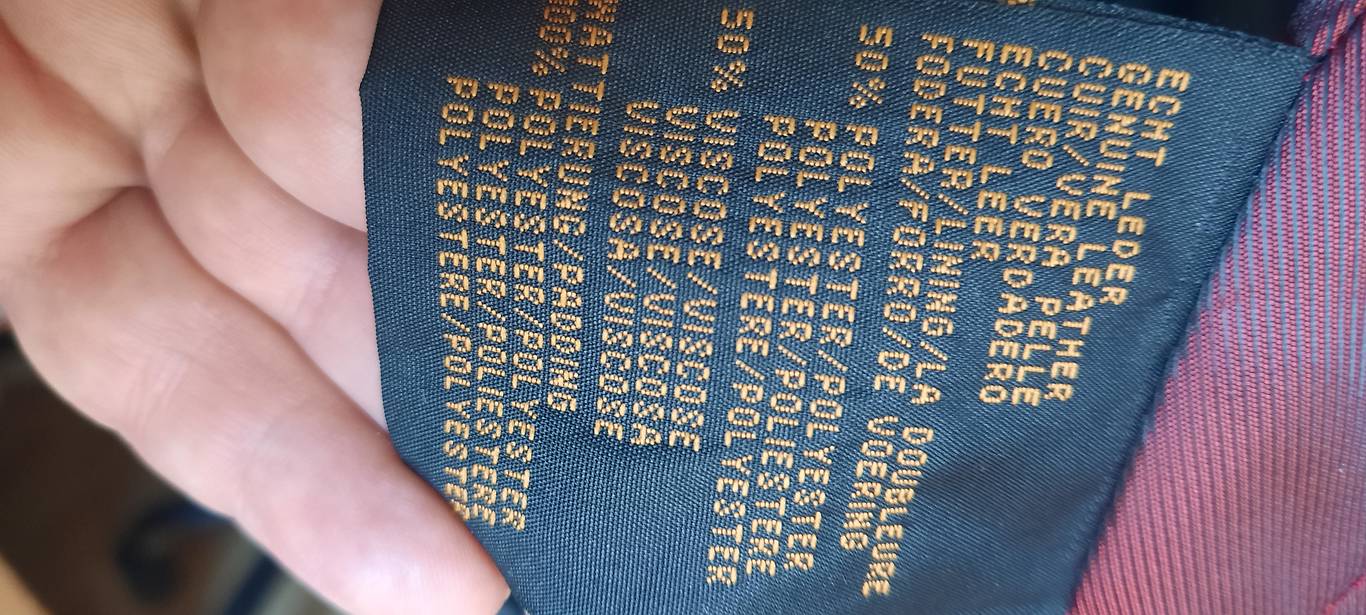 ECHT LEDER
GENUINE LEATHER
CUIR/VERA PELLE
CUERO VERDADERO
ECHT LEER
FUTTER/LINING/LA DOUBLEURE
FODERA/FORRO/DE VOERING
50% POLYESTER/POLYESTER
POLYESTER/POLIESTERE
POLYESTERE/POLYESTER
50% VISCOSE/VISCOSE
VISCOSE/VISCOSA
VISCOSA/VISCOSE
WATTIERUNG/PADDING
100% POLYESTER/POLYESTER
POLYESTER/POLIESTERE
POLYESTERE/POLYESTER